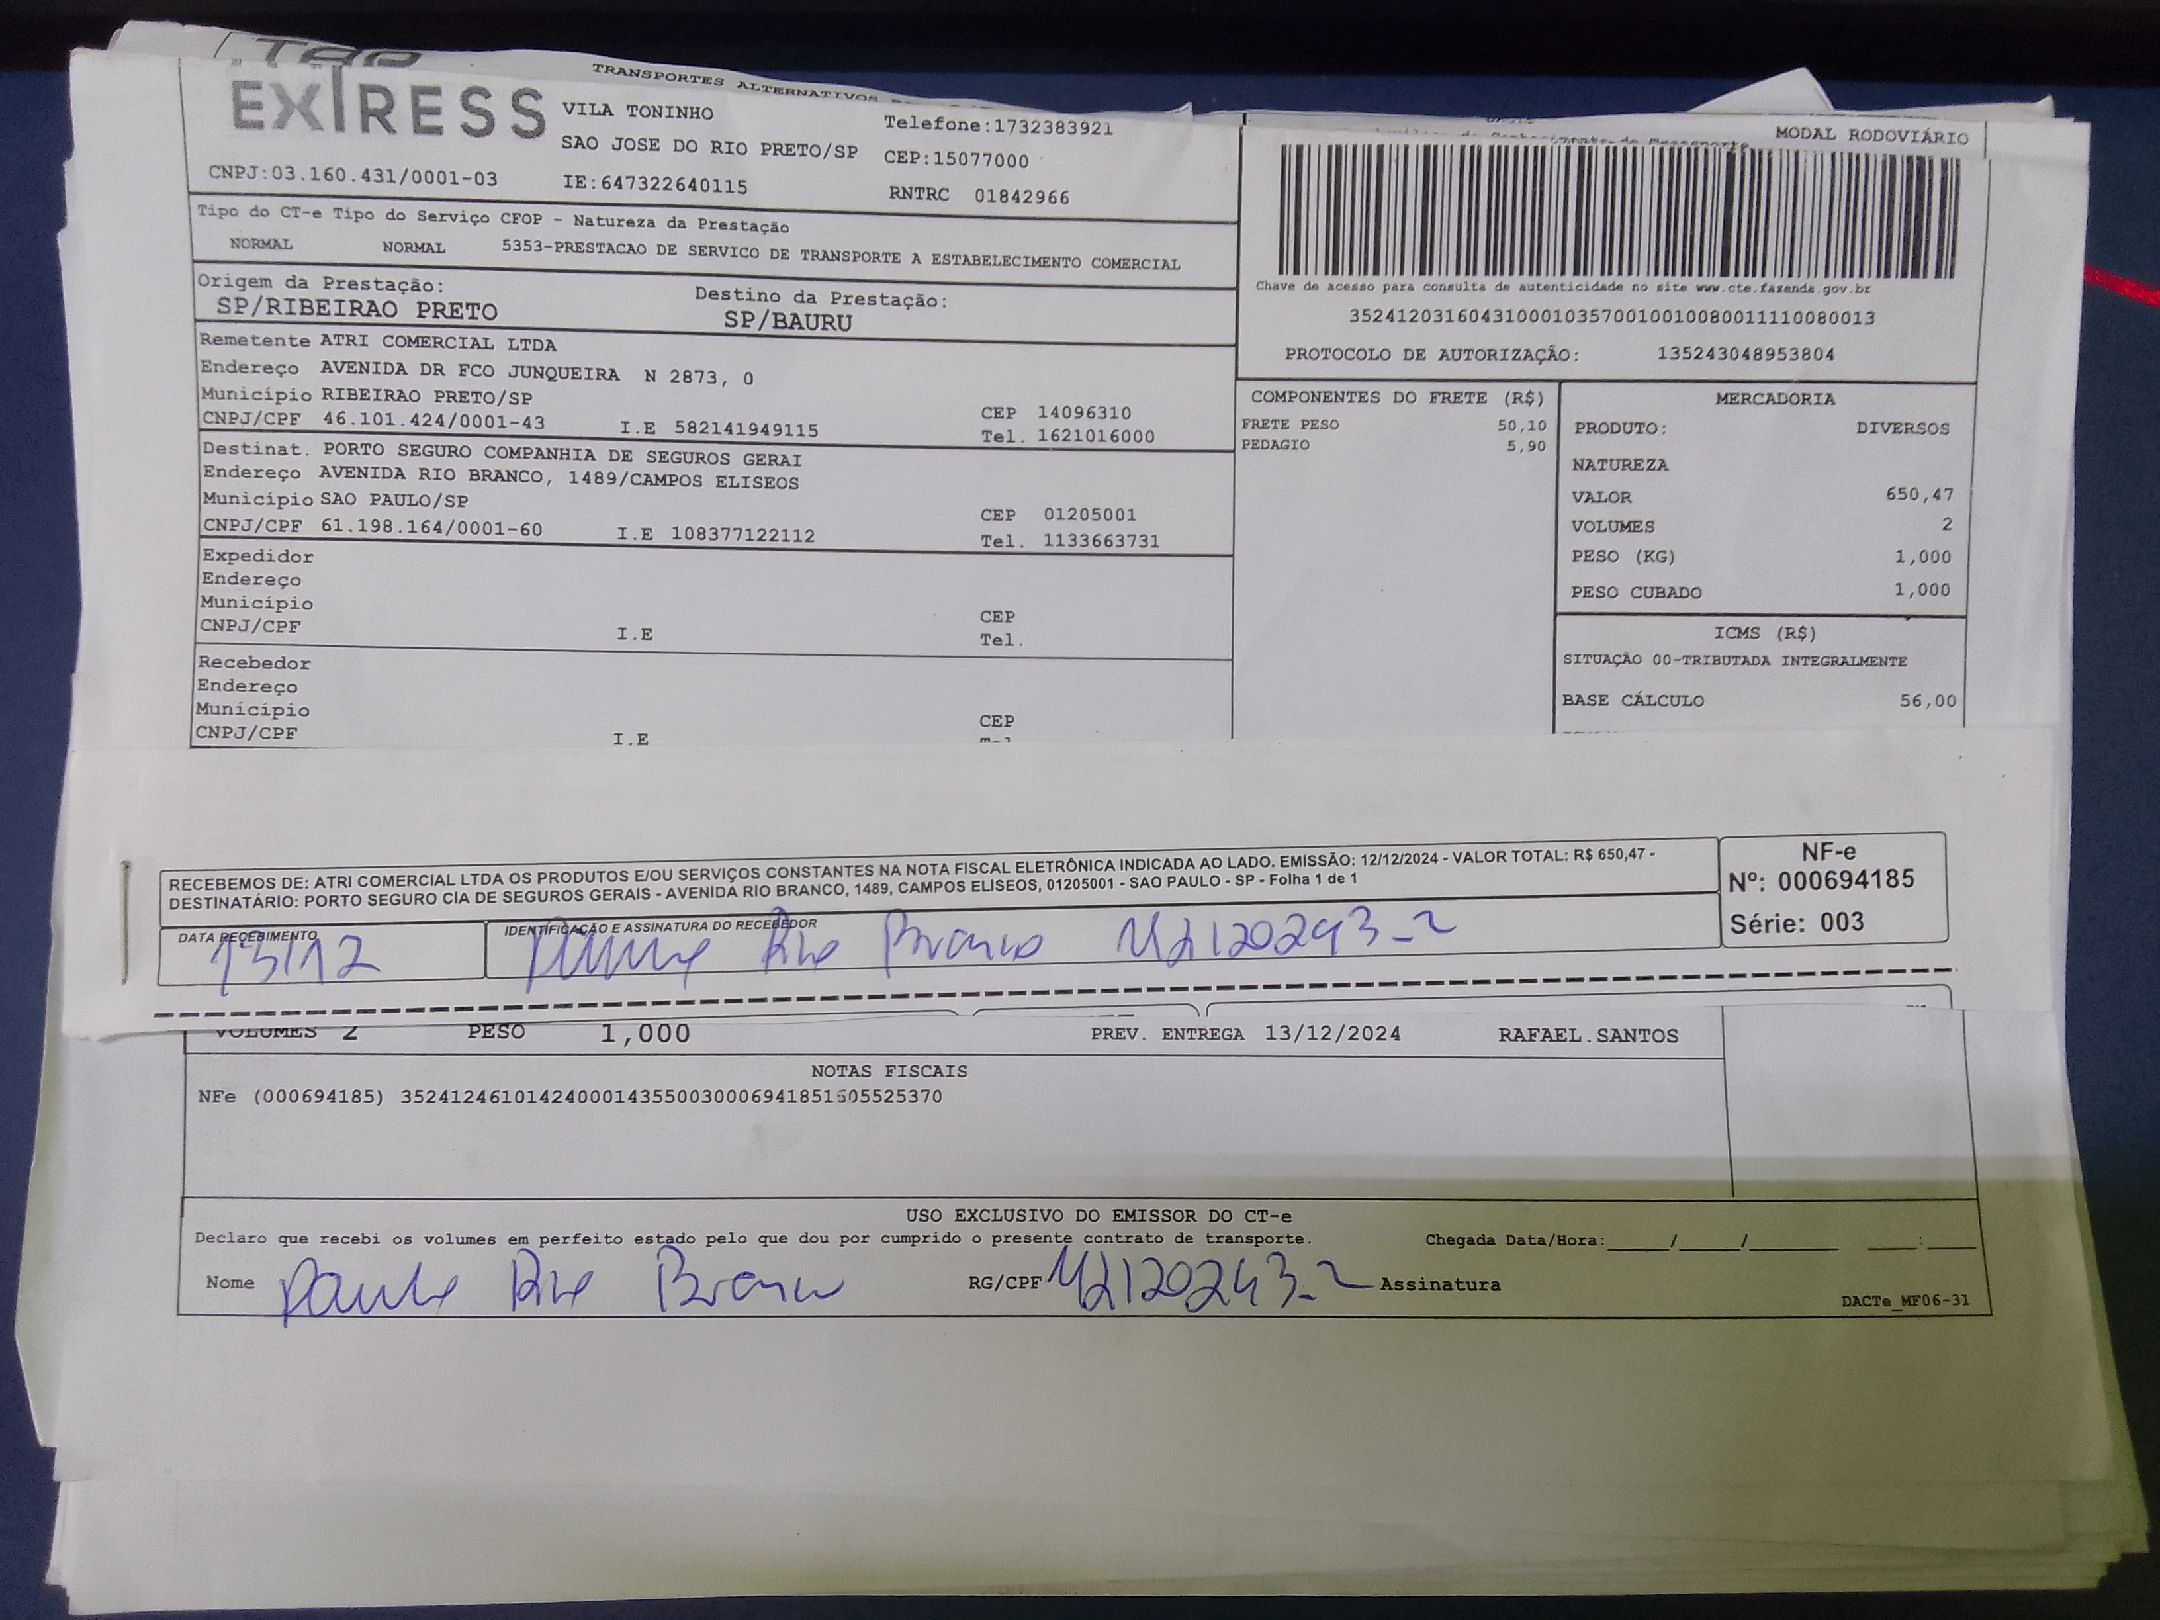 EXPRESS
TRANSPORTES ALTERNATIVOS
VILA TONINHO
Telefone:1732383921
SAO JOSE DO RIO PRETO/SP CEP:15077000
CNPJ:03.160.431/0001-03 IE:647322640115 RNTRC 01842966
MODAL RODOVIÁRIO
Tipo do CT-e Tipo do Serviço CFOP - Natureza da Prestação
NORMAL NORMAL 5353-PRESTACAO DE SERVICO DE TRANSPORTE A ESTABELECIMENTO COMERCIAL
Chave de acesso para consulta de autenticidade no site www.cte.fazenda.gov.br
35241203160431000103570010010080011110080013
PROTOCOLO DE AUTORIZAÇÃO: 135243048953804
Origem da Prestação: Destino da Prestação:
SP/RIBEIRAO PRETO SP/BAURU
Remetente ATRI COMERCIAL LTDA
Endereço AVENIDA DR FCO JUNQUEIRA N 2873, 0
Município RIBEIRAO PRETO/SP CEP 14096310
CNPJ/CPF 46.101.424/0001-43 I.E 582141949115 Tel. 1621016000
Destinat. PORTO SEGURO COMPANHIA DE SEGUROS GERAI
Endereço AVENIDA RIO BRANCO, 1489/CAMPOS ELISEOS
Município SAO PAULO/SP CEP 01205001
CNPJ/CPF 61.198.164/0001-60 I.E 108377122112 Tel. 1133663731
Expedidor
Endereço
Município CEP
CNPJ/CPF I.E Tel.
Recebedor
Endereço
Município CEP
CNPJ/CPF I.E
COMPONENTES DO FRETE (R$)
FRETE PESO 50,10
PEDAGIO 5,90
MERCADORIA
PRODUTO: DIVERSOS
NATUREZA
VALOR 650,47
VOLUMES 2
PESO (KG) 1,000
PESO CUBADO 1,000
ICMS (R$)
SITUAÇÃO 00-TRIBUTADA INTEGRALMENTE
BASE CÁLCULO 56,00
RECEBEMOS DE: ATRI COMERCIAL LTDA OS PRODUTOS E/OU SERVIÇOS CONSTANTES NA NOTA FISCAL ELETRÔNICA INDICADA AO LADO. EMISSÃO: 12/12/2024 - VALOR TOTAL: R$ 650,47 -
DESTINATÁRIO: PORTO SEGURO CIA DE SEGUROS GERAIS - AVENIDA RIO BRANCO, 1489, CAMPOS ELISEOS, 01205001 - SAO PAULO - SP - Folha 1 de 1
DATA RECEBIMENTO IDENTIFICAÇÃO E ASSINATURA DO RECEBEDOR
13/12 Rio Branco
NF-e
Nº: 000694185
Série: 003
VOLUMES 2 PESO 1,000 PREV. ENTREGA 13/12/2024 RAFAEL.SANTOS
NOTAS FISCAIS
NFe (000694185) 35241246101424000143550030006941851605525370
USO EXCLUSIVO DO EMISSOR DO CT-e
Declaro que recebi os volumes em perfeito estado pelo que dou por cumprido o presente contrato de transporte. Chegada Data/Hora:____/____/______ ___:___
Nome Rio Branco RG/CPF Assinatura
DACTe_MF06-31